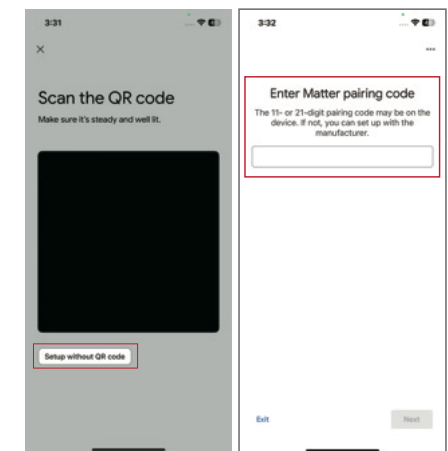 3:31
Scan the QR code
Make sure it's steady and well lit.
Setup without QR code
3:32
Enter Matter pairing code
The 11- or 21-digit pairing code may be on the
device. If not, you can set up with the
manufacturer.
Exit
Next